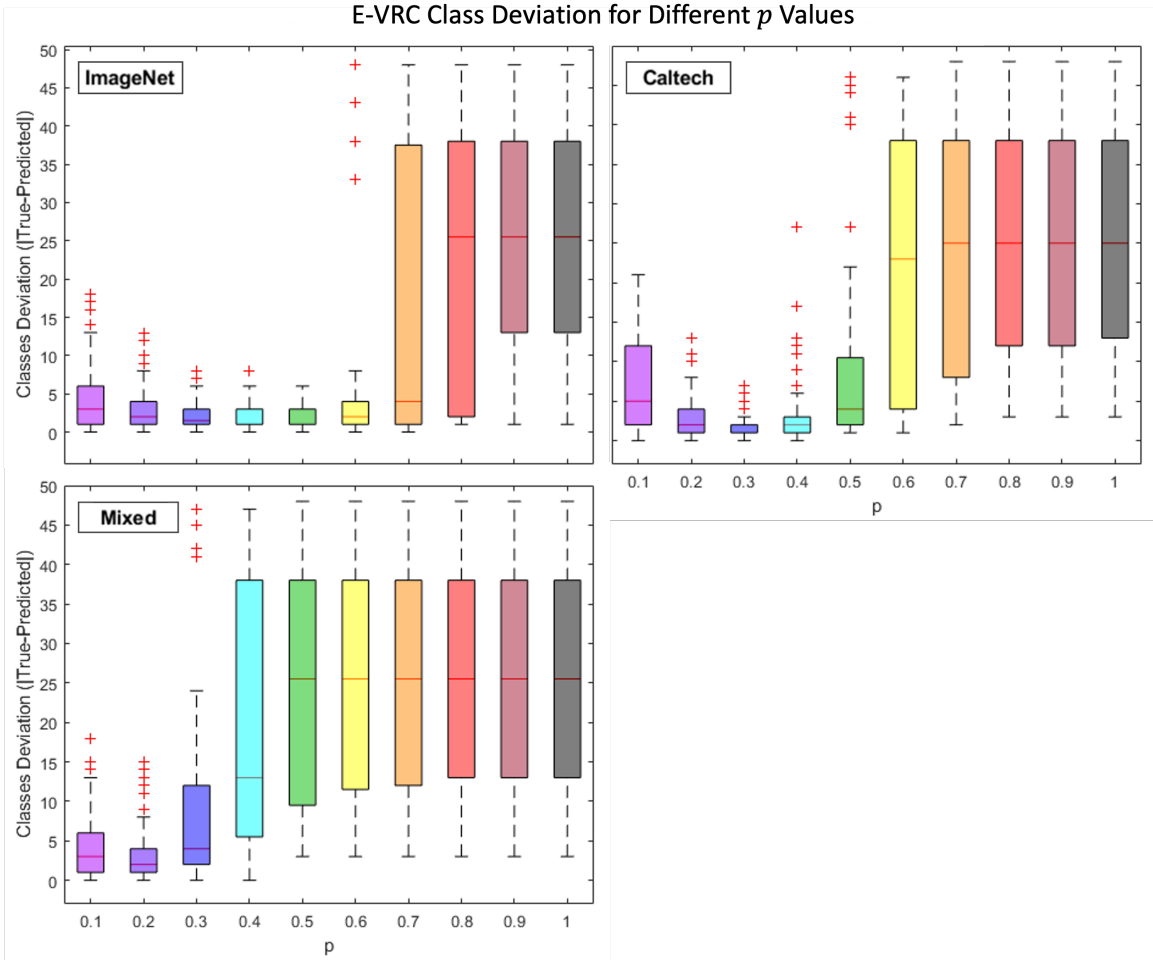 E-VRC Class Deviation for Different p Values
ImageNet
Caltech
Classes Deviation (|True-Predicted|)
50
45
40
35
30
25
20
15
10
5
0
0.1 0.2 0.3 0.4 0.5 0.6 0.7 0.8 0.9 1
p
Mixed
Classes Deviation (|True-Predicted|)
50
45
40
35
30
25
20
15
10
5
0
0.1 0.2 0.3 0.4 0.5 0.6 0.7 0.8 0.9 1
p